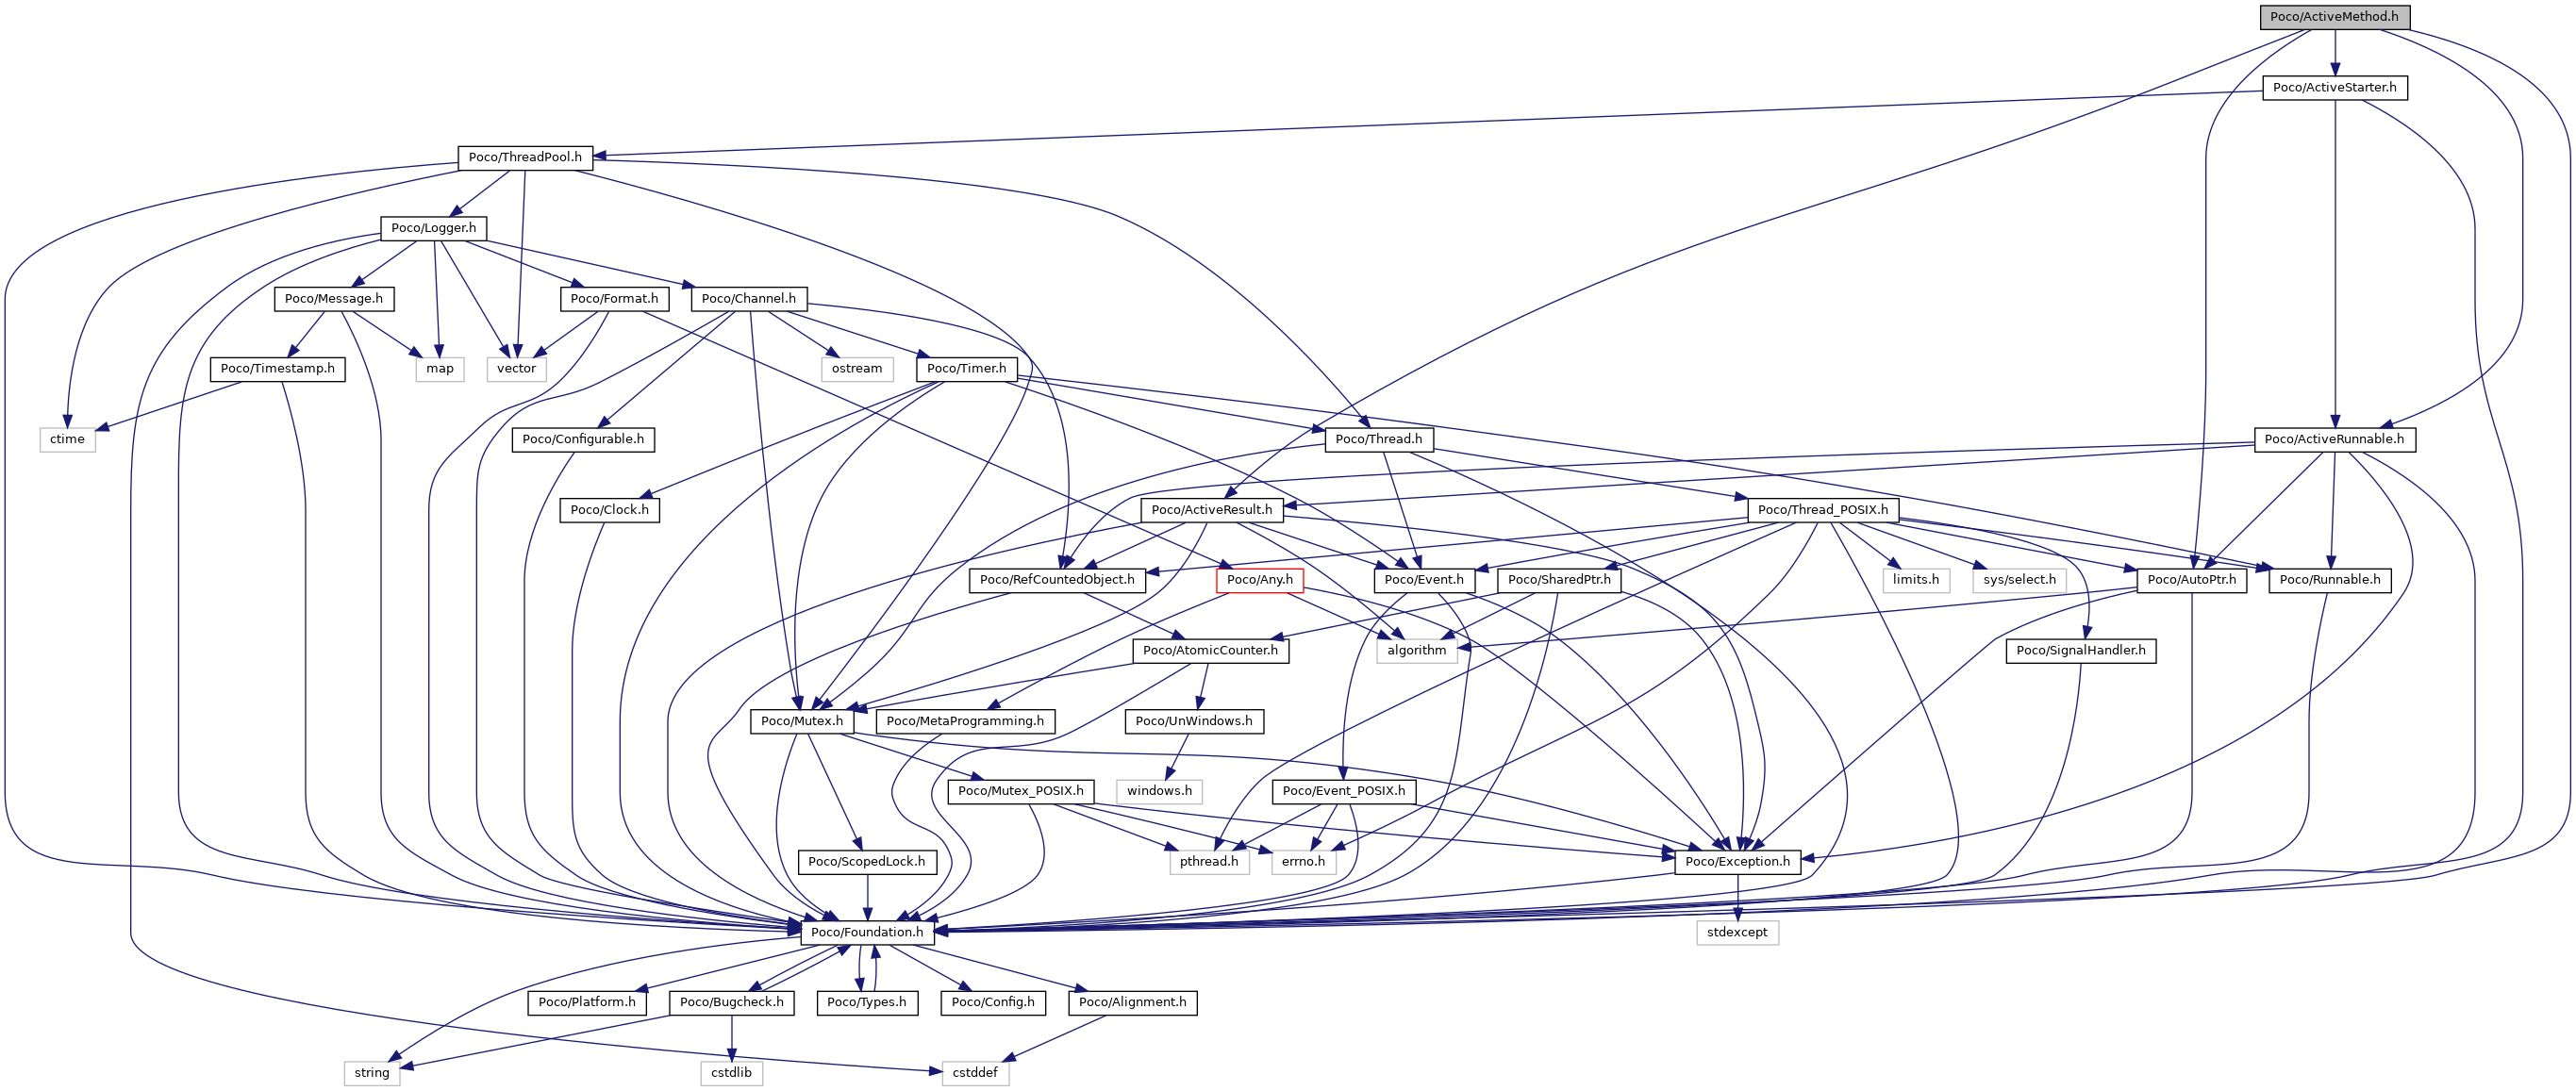 Poco/ActiveMethod.h
Poco/ActiveStarter.h
Poco/ThreadPool.h
Poco/Logger.h
Poco/Message.h
Poco/Format.h
Poco/Channel.h
Poco/Timestamp.h
map
vector
ostream
Poco/Timer.h
ctime
Poco/Configurable.h
Poco/Thread.h
Poco/ActiveRunnable.h
Poco/Clock.h
Poco/ActiveResult.h
Poco/Thread_POSIX.h
Poco/RefCountedObject.h
Poco/Any.h
Poco/Event.h
Poco/SharedPtr.h
limits.h
sys/select.h
Poco/AutoPtr.h
Poco/Runnable.h
Poco/AtomicCounter.h
algorithm
Poco/SignalHandler.h
Poco/Mutex.h
Poco/MetaProgramming.h
Poco/UnWindows.h
Poco/Mutex_POSIX.h
windows.h
Poco/Event_POSIX.h
Poco/ScopedLock.h
pthread.h
errno.h
Poco/Exception.h
Poco/Foundation.h
stdexcept
Poco/Platform.h
Poco/Bugcheck.h
Poco/Types.h
Poco/Config.h
Poco/Alignment.h
string
cstdlib
cstddef